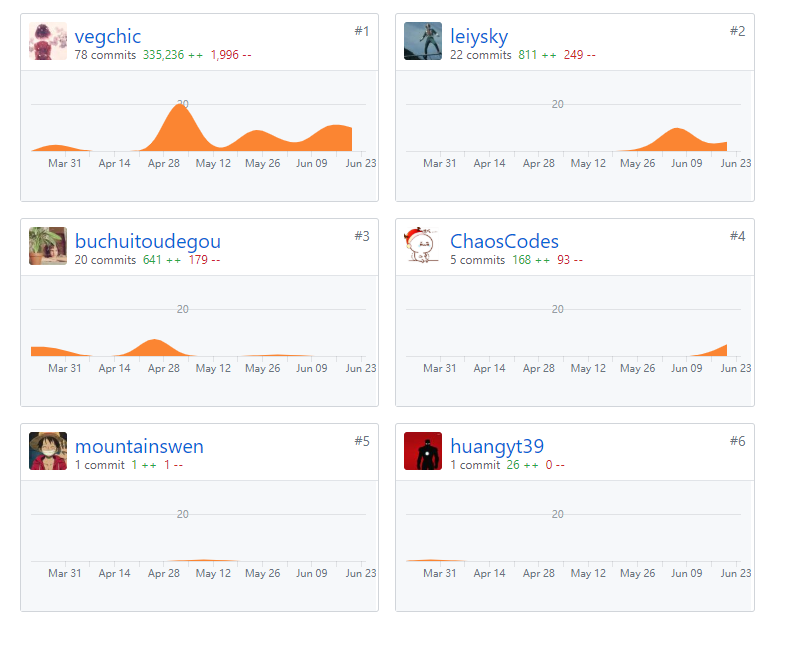 vegchic #1
78 commits 335,236 ++ 1,996 --
20
Mar 31 Apr 14 Apr 28 May 12 May 26 Jun 09 Jun 23
leiysky #2
22 commits 811 ++ 249 --
20
Mar 31 Apr 14 Apr 28 May 12 May 26 Jun 09 Jun 23
buchuitoudegou #3
20 commits 641 ++ 179 --
20
Mar 31 Apr 14 Apr 28 May 12 May 26 Jun 09 Jun 23
ChaosCodes #4
5 commits 168 ++ 93 --
20
Mar 31 Apr 14 Apr 28 May 12 May 26 Jun 09 Jun 23
mountainswen #5
1 commit 1 ++ 1 --
20
Mar 31 Apr 14 Apr 28 May 12 May 26 Jun 09 Jun 23
huangyt39 #6
1 commit 26 ++ 0 --
20
Mar 31 Apr 14 Apr 28 May 12 May 26 Jun 09 Jun 23